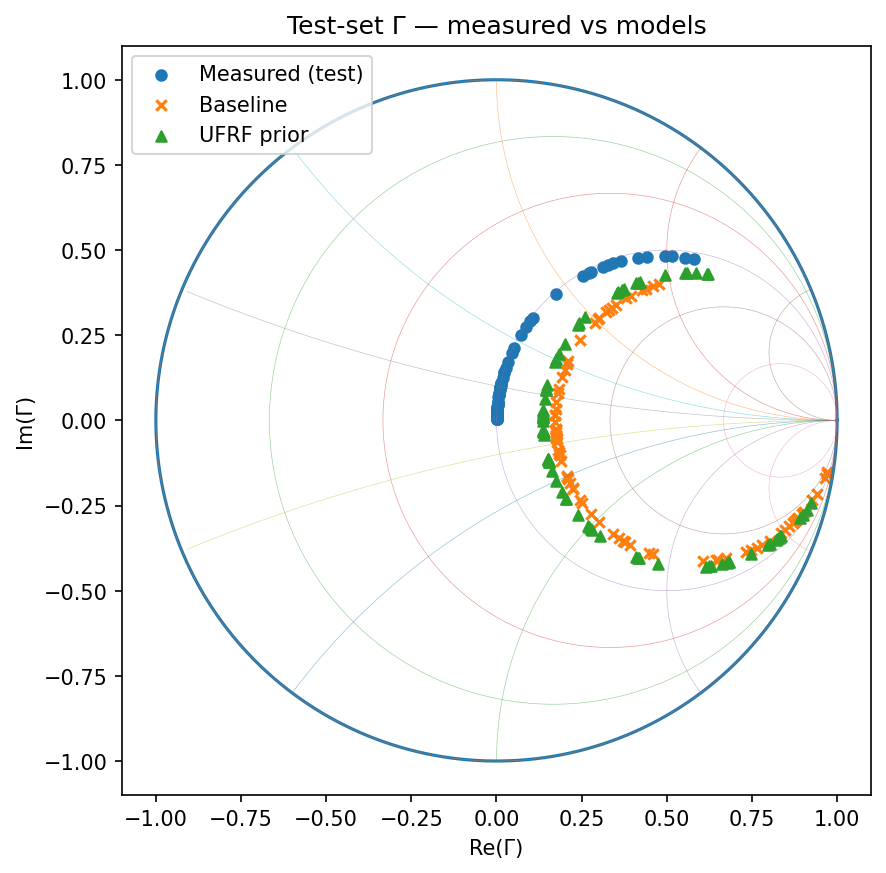 Test-set Γ — measured vs models
Measured (test)
Baseline
UFRF prior
1.00
0.75
0.50
0.25
0.00
−0.25
−0.50
−0.75
−1.00
Im(Γ)
−1.00 −0.75 −0.50 −0.25 0.00 0.25 0.50 0.75 1.00
Re(Γ)